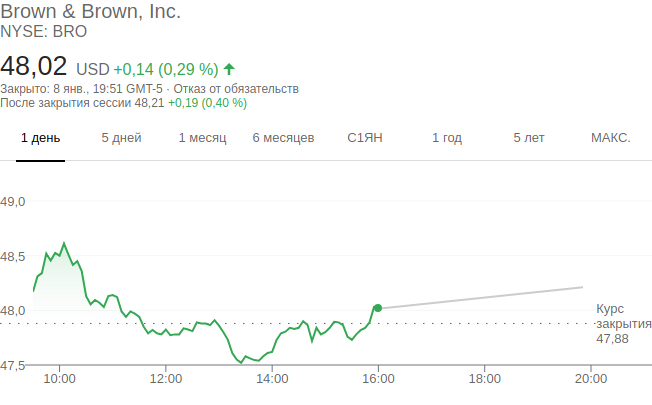 Brown & Brown, Inc.
NYSE: BRO
48,02 USD +0,14 (0,29 %)
Закрыто: 8 янв., 19:51 GMT-5 · Отказ от обязательств
После закрытия сессии 48,21 +0,19 (0,40 %)
1 день 5 дней 1 месяц 6 месяцев С1ЯН 1 год 5 лет МАКС.
49,0
48,5
48,0
Курс
закрытия
47,88
47,5
10:00 12:00 14:00 16:00 18:00 20:00